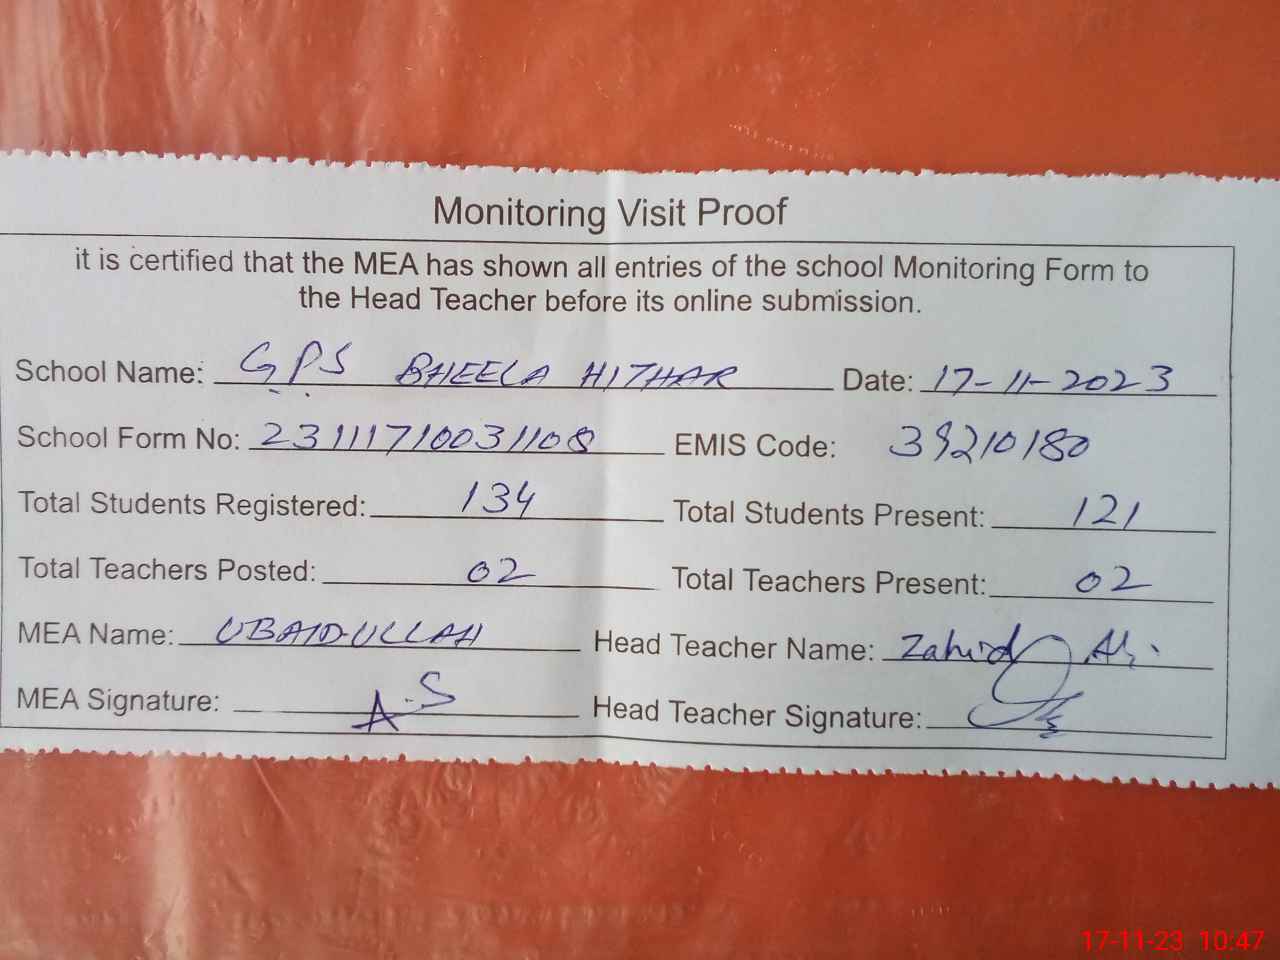 Monitoring Visit Proof
it is certified that the MEA has shown all entries of the school Monitoring Form to
the Head Teacher before its online submission.
School Name: GPS BHEELA HITHAR Date: 17-11-2023
School Form No: 23111710031108 EMIS Code: 39210180
Total Students Registered: 134 Total Students Present: 121
Total Teachers Posted: 02 Total Teachers Present: 02
MEA Name: UBAIDULLAH Head Teacher Name: Zahid Ali
MEA Signature: A.S Head Teacher Signature:
17-11-23 10:47